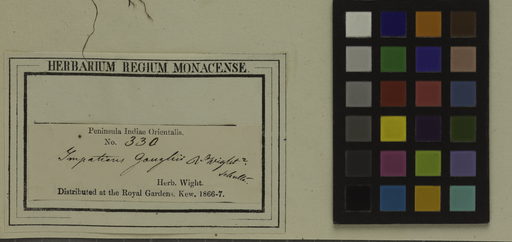 HERBARIUM REGIUM MONACENSE.
Peninsula Indiae Orientalis.
No. 330
Impatiens
Herb. Wight.
Distributed at the Royal Gardens, Kew, 1866-7.